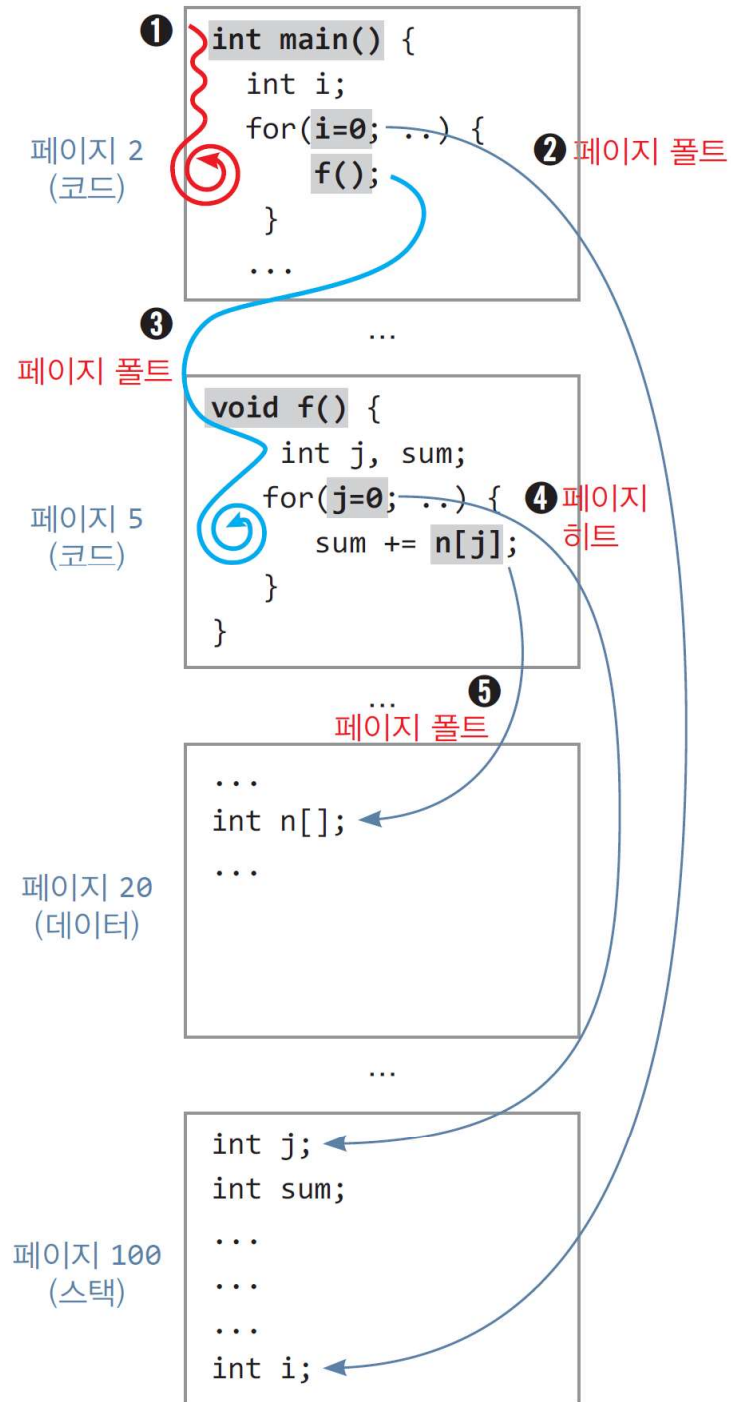 ❶
int main() {
int i;
for(i=0; ..) {
f();
}
...
페이지 2
(코드)
❷ 페이지 폴트
...
❸
페이지 폴트
void f() {
int j, sum;
for(j=0; ..) {
sum += n[j];
}
}
페이지 5
(코드)
❹ 페이지
히트
...
❺
페이지 폴트
...
int n[];
...
페이지 20
(데이터)
...
int j;
int sum;
...
...
...
int i;
페이지 100
(스택)